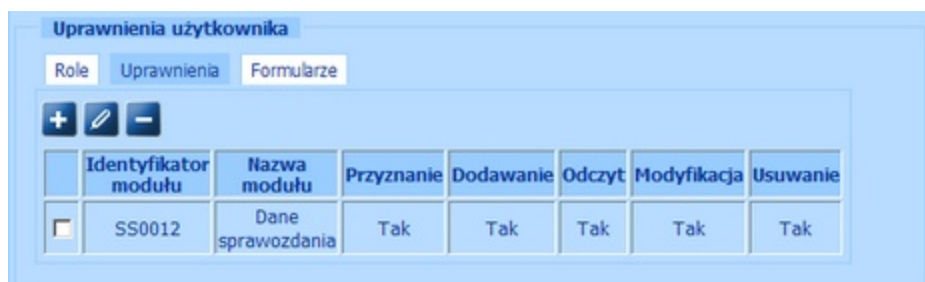 Uprawnienia użytkownika
Role Uprawnienia Formularze
Identyfikator modułu Nazwa modułu Przyznanie Dodawanie Odczyt Modyfikacja Usuwanie
SS0012 Dane sprawozdania Tak Tak Tak Tak Tak